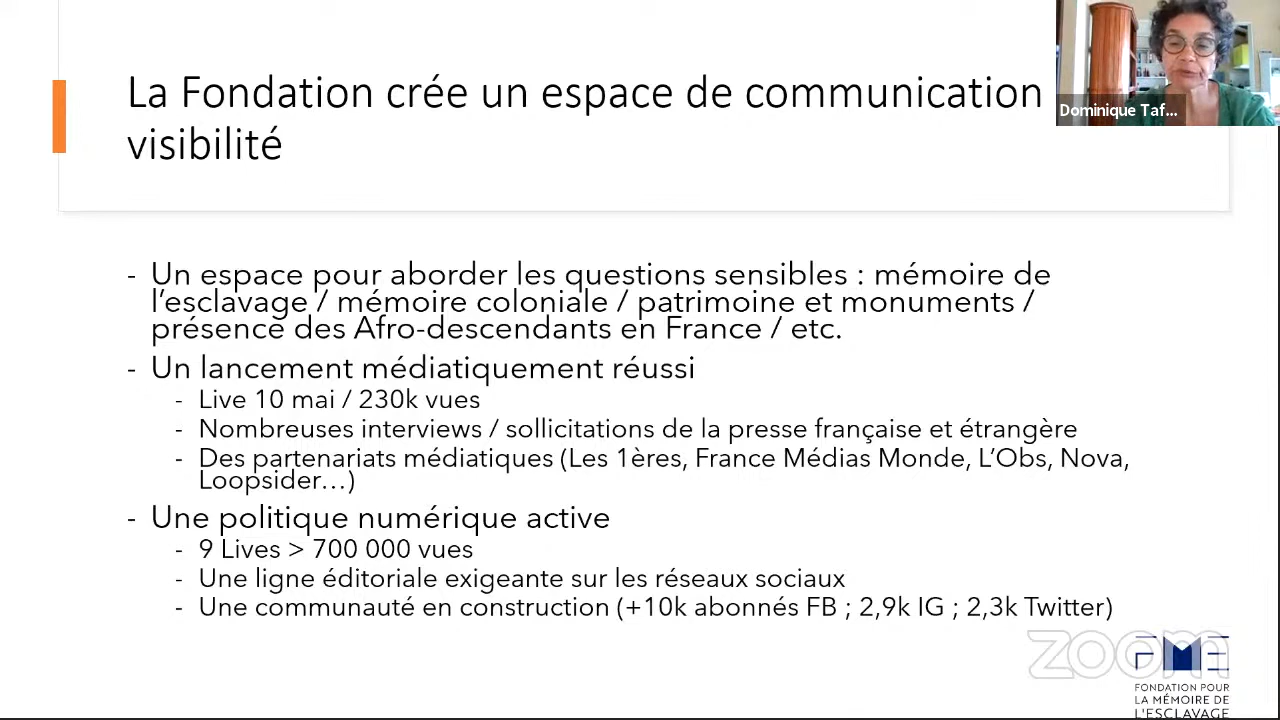 La Fondation crée un espace de communication
visibilité
Dominique Taf...
- Un espace pour aborder les questions sensibles : mémoire de
l'esclavage / mémoire coloniale / patrimoine et monuments /
présence des Afro-descendants en France / etc.
- Un lancement médiatiquement réussi
- Live 10 mai / 230k vues
- Nombreuses interviews / sollicitations de la presse française et étrangère
- Des partenariats médiatiques (Les 1ères, France Médias Monde, L'Obs, Nova,
Loopsider…)
- Une politique numérique active
- 9 Lives > 700 000 vues
- Une ligne éditoriale exigeante sur les réseaux sociaux
- Une communauté en construction (+10k abonnés FB ; 2,9k IG ; 2,3k Twitter)
zoom
FME
FONDATION POUR
LA MÉMOIRE DE
L'ESCLAVAGE